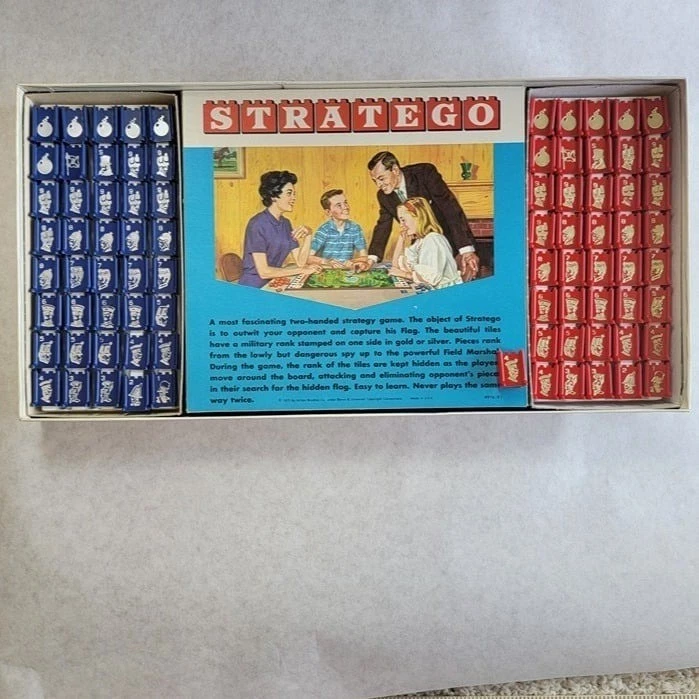 STRATEGO
A most fascinating two-handed strategy game. The object of Stratego
is to outwit your opponent and capture his Flag. The beautiful tiles
have a military rank stamped on one side in gold or silver. Pieces rank
from the lowly but dangerous spy up to the powerful Field Marsha
During the game, the rank of the tiles are kept hidden as the player
move around the board, attacking and eliminating opponent's piece
in their search for the hidden flag. Easy to learn. Never plays the sam
way twice.